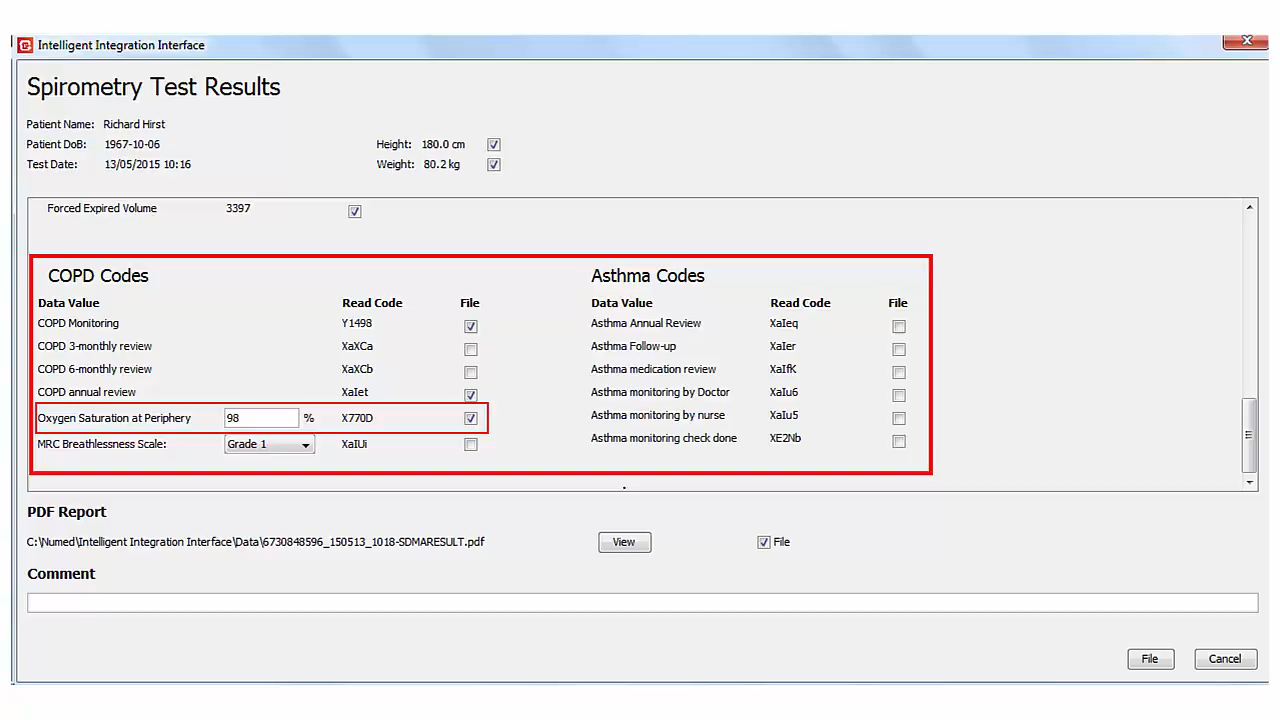 Intelligent Integration Interface
Spirometry Test Results
Patient Name: Richard Hirst
Patient DoB: 1967-10-06 Height: 180.0 cm
Test Date: 13/05/2015 10:16 Weight: 80.2 kg
Forced Expired Volume 3397
COPD Codes Asthma Codes
Data Value Read Code File Data Value Read Code File
COPD Monitoring Y1498 Asthma Annual Review XaIeq
COPD 3-monthly review XaXCa Asthma Follow-up XaIer
COPD 6-monthly review XaXCb Asthma medication review XaIfK
COPD annual review XaIet Asthma monitoring by Doctor XaIu6
Oxygen Saturation at Periphery 98 % X770D Asthma monitoring by nurse XaIu5
MRC Breathlessness Scale: Grade 1 XaIUi Asthma monitoring check done XE2Nb
PDF Report
C:\Numed\Intelligent Integration Interface\Data\6730848596_150513_1018-SDMARESULT.pdf View File
Comment
File Cancel